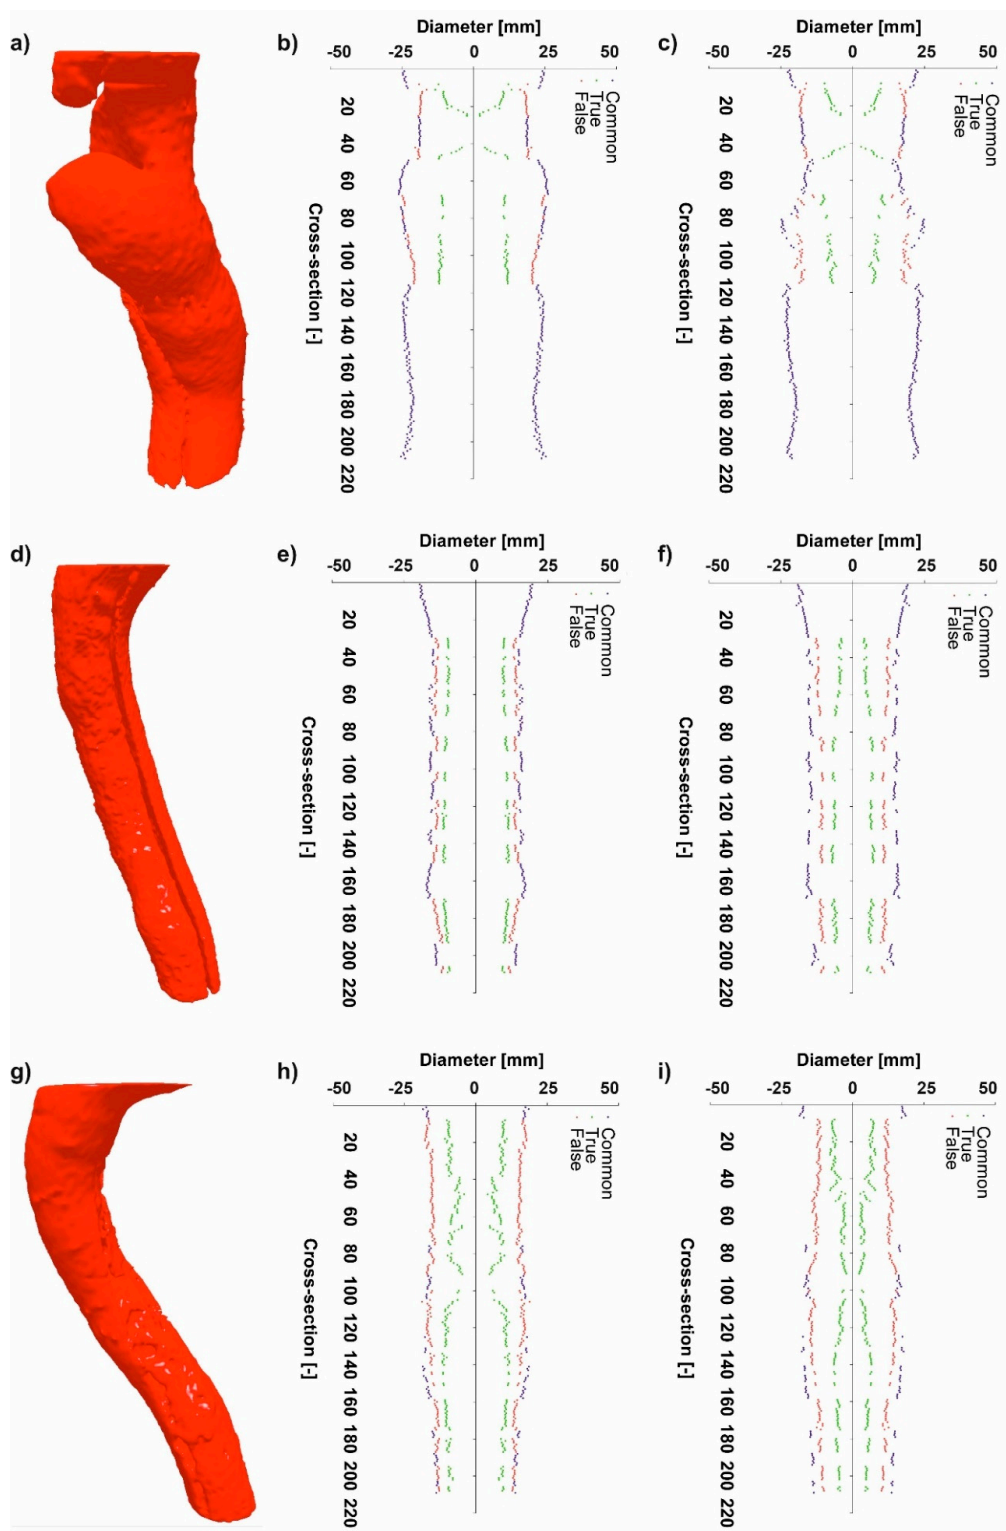 a)
b)
Diameter [mm]
-50 -25 0 25 50
Common
True
False
20 40 60 80 100 120 140 160 180 200 220
Cross-section [-]
c)
Diameter [mm]
-50 -25 0 25 50
Common
True
False
20 40 60 80 100 120 140 160 180 200 220
Cross-section [-]
d)
e)
Diameter [mm]
-50 -25 0 25 50
Common
True
False
20 40 60 80 100 120 140 160 180 200 220
Cross-section [-]
f)
Diameter [mm]
-50 -25 0 25 50
Common
True
False
20 40 60 80 100 120 140 160 180 200 220
Cross-section [-]
g)
h)
Diameter [mm]
-50 -25 0 25 50
Common
True
False
20 40 60 80 100 120 140 160 180 200 220
Cross-section [-]
i)
Diameter [mm]
-50 -25 0 25 50
Common
True
False
20 40 60 80 100 120 140 160 180 200 220
Cross-section [-]